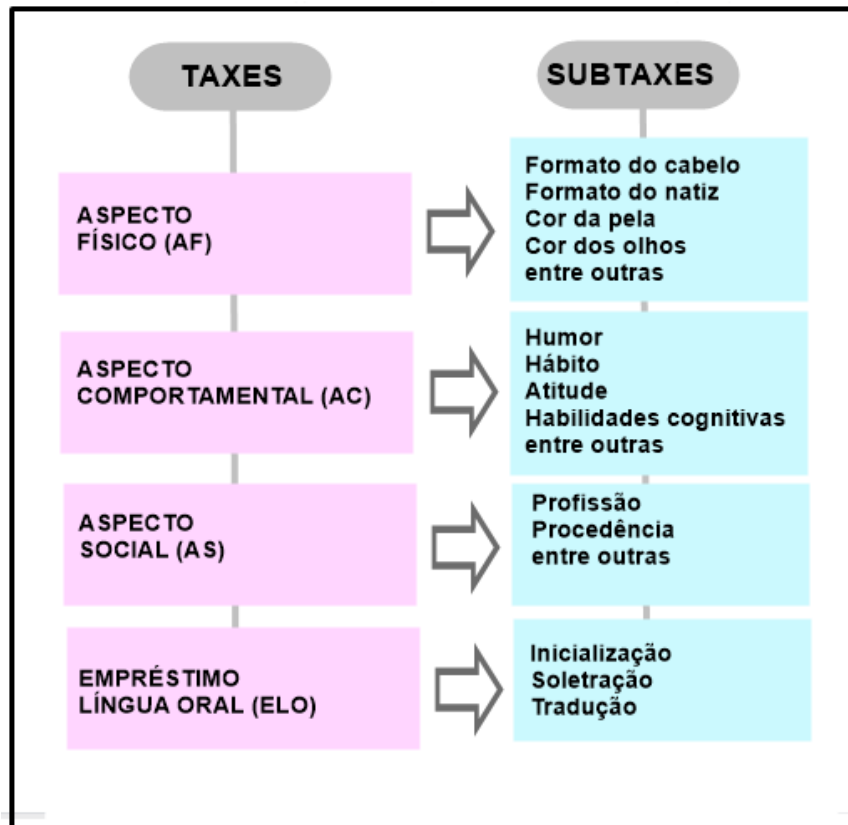 TAXES
SUBTAXES
ASPECTO
FÍSICO (AF)
Formato do cabelo
Formato do natiz
Cor da pela
Cor dos olhos
entre outras
ASPECTO
COMPORTAMENTAL (AC)
Humor
Hábito
Atitude
Habilidades cognitivas
entre outras
ASPECTO
SOCIAL (AS)
Profissão
Procedência
entre outras
EMPRÉSTIMO
LÍNGUA ORAL (ELO)
Inicialização
Soletração
Tradução